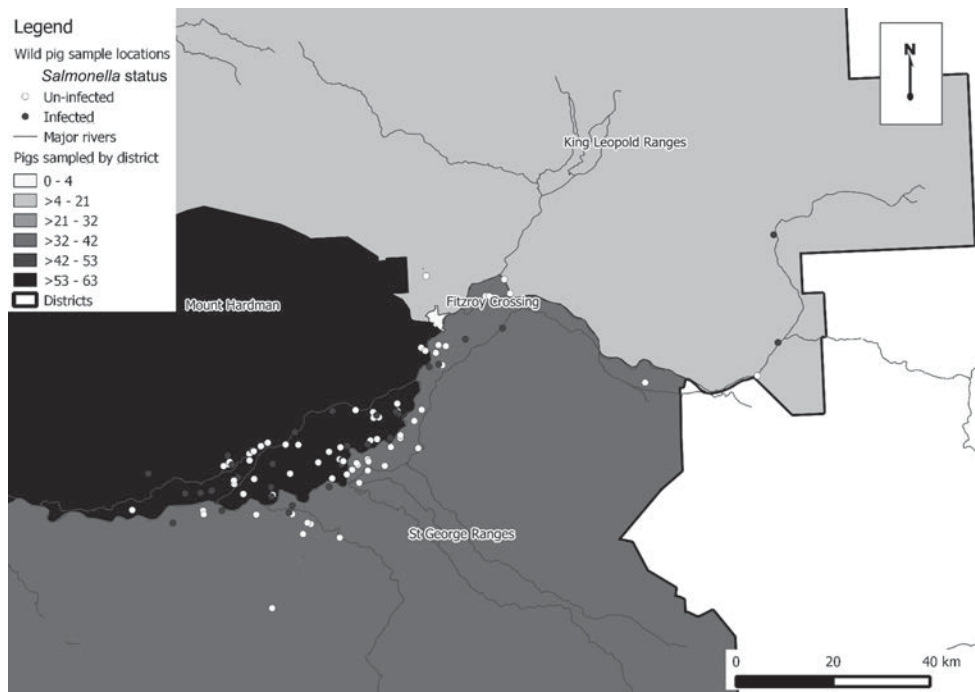 Legend
Wild pig sample locations
Salmonella status
Un-infected
Infected
Major rivers
Pigs sampled by district
0 - 4
>4 - 21
>21 - 32
>32 - 42
>42 - 53
>53 - 63
Districts
N
King Leopold Ranges
Mount Hardman
Fitzroy Crossing
St George Ranges
0 20 40 km